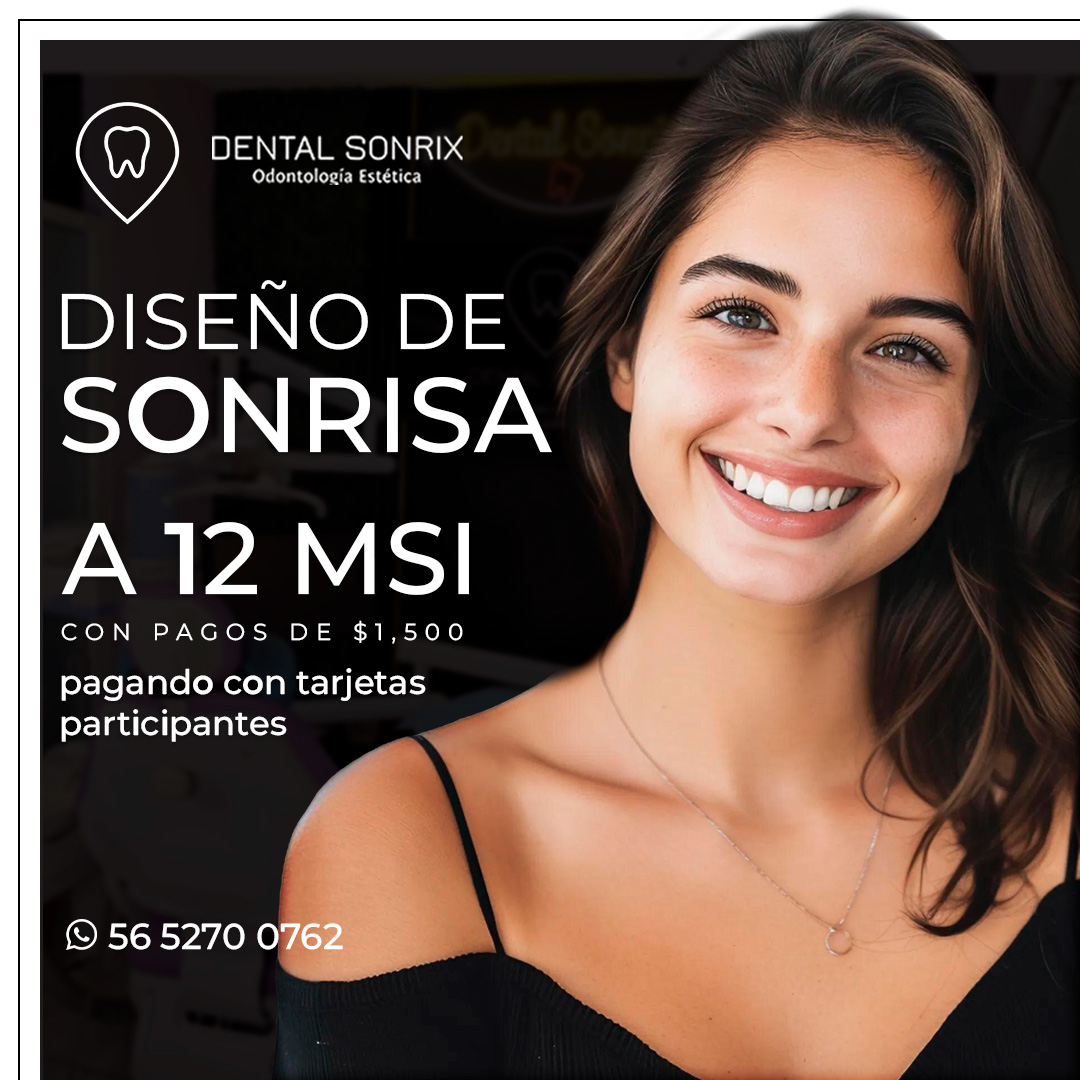 DENTAL SONRIX
Odontología Estética
DISEÑO DE
SONRISA
A 12 MSI
CON PAGOS DE $1,500
pagando con tarjetas
participantes
56 5270 0762